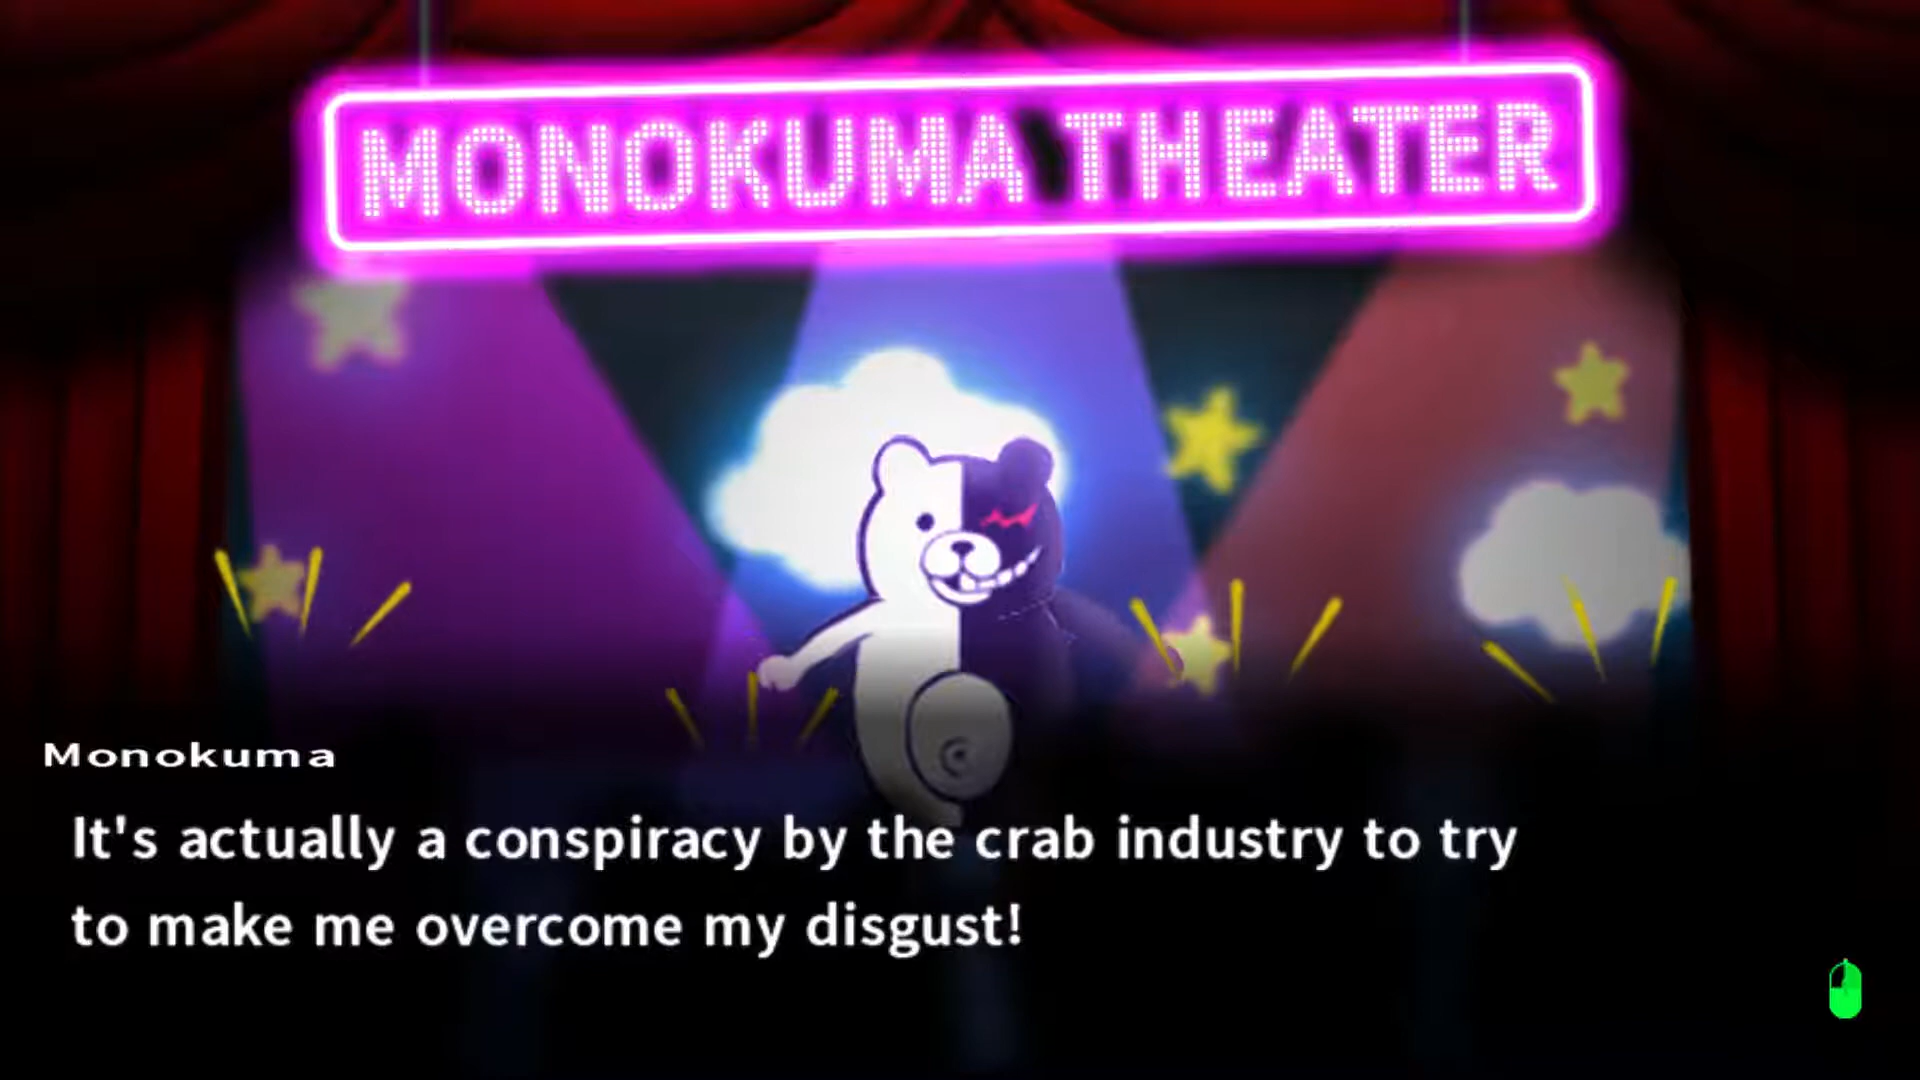 MONOKUMA THEATER
Monokuma
It's actually a conspiracy by the crab industry to try
to make me overcome my disgust!